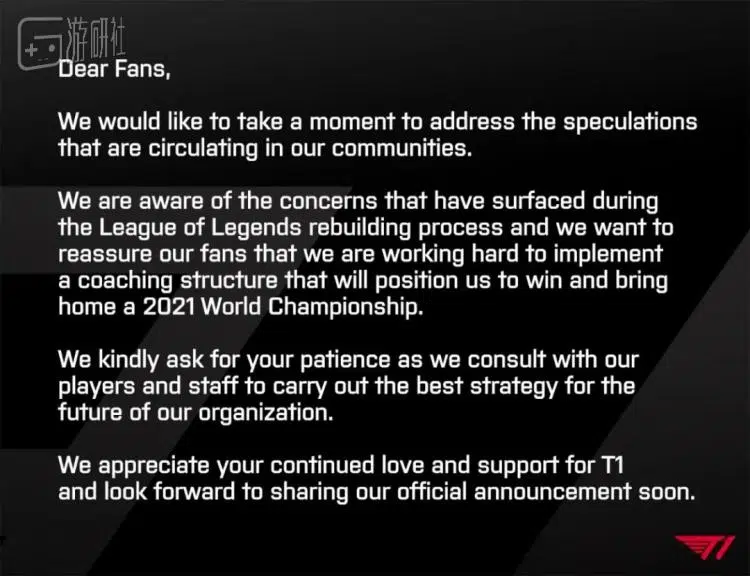 游研社
Dear Fans,
We would like to take a moment to address the speculations
that are circulating in our communities.
We are aware of the concerns that have surfaced during
the League of Legends rebuilding process and we want to
reassure our fans that we are working hard to implement
a coaching structure that will position us to win and bring
home a 2021 World Championship.
We kindly ask for your patience as we consult with our
players and staff to carry out the best strategy for the
future of our organization.
We appreciate your continued love and support for T1
and look forward to sharing our official announcement soon.
T1